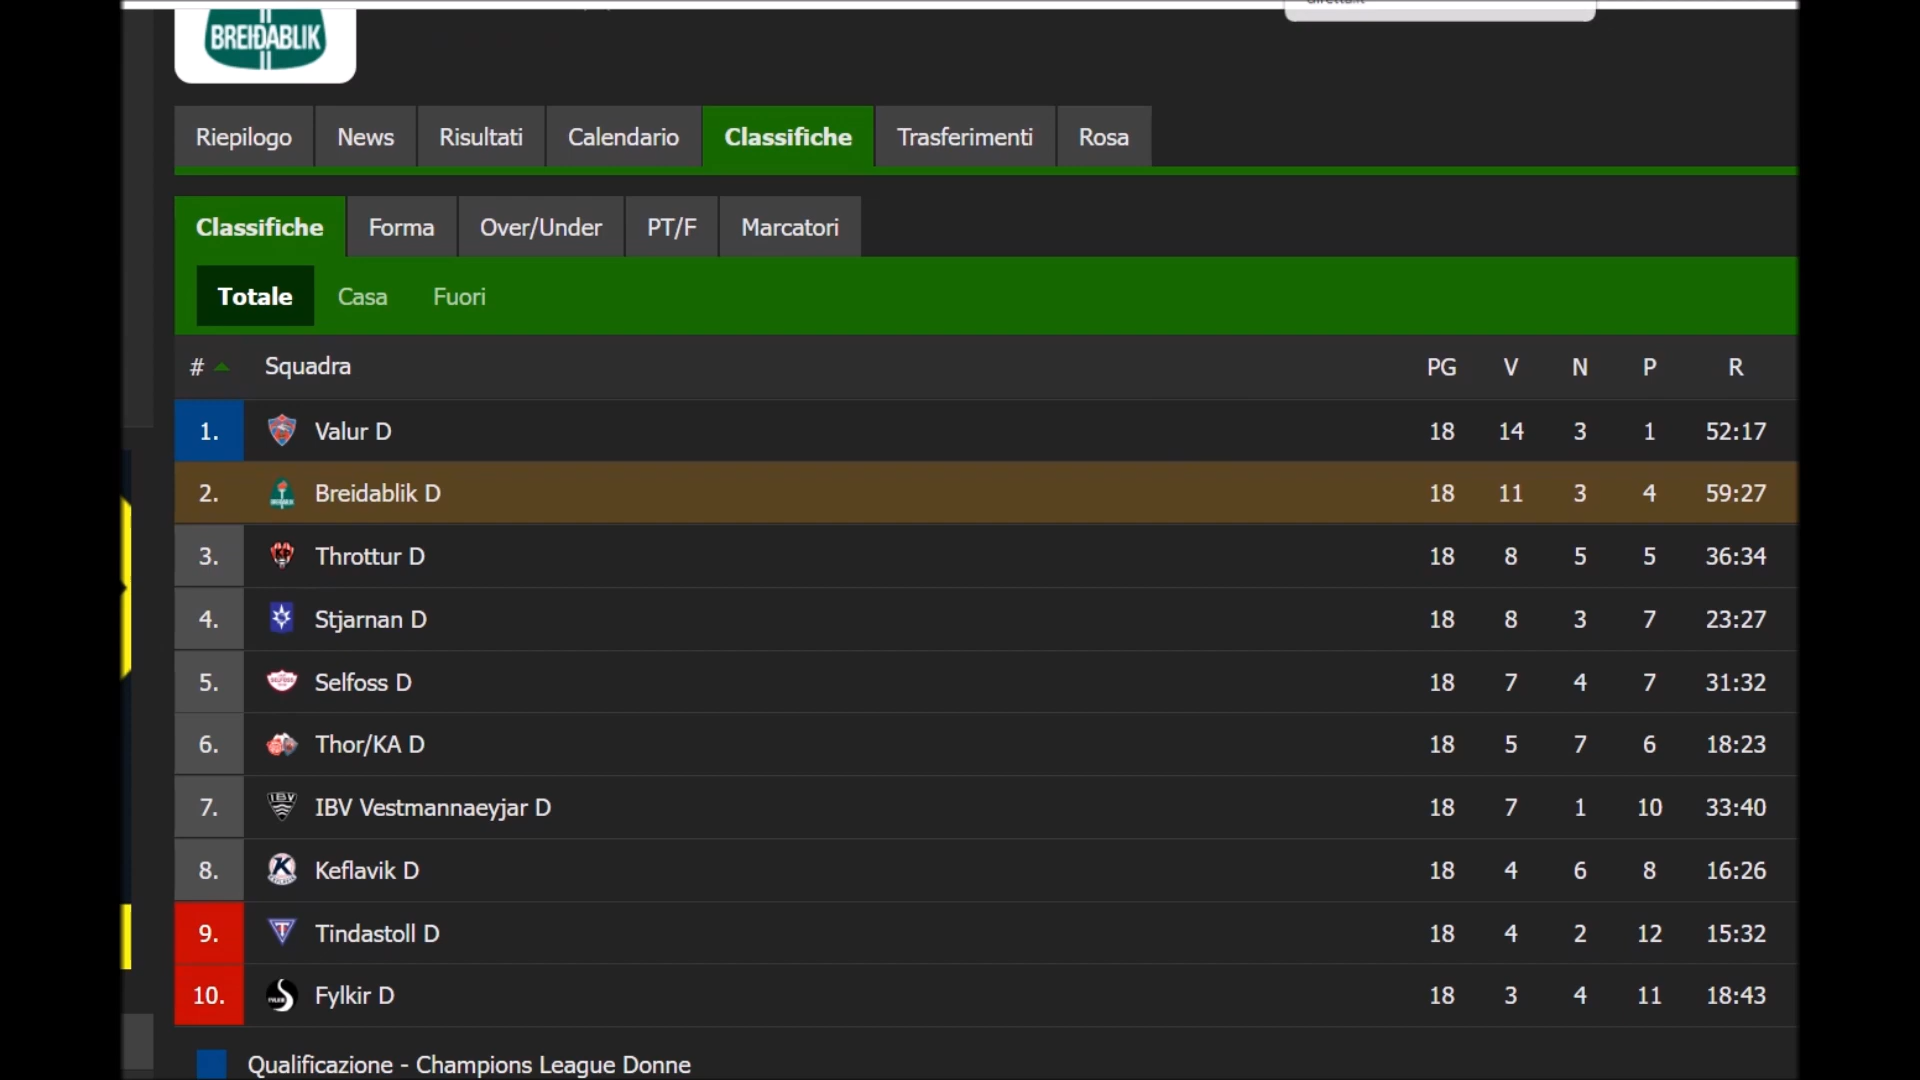 BREIÐABLIK
Riepilogo News Risultati Calendario Classifiche Trasferimenti Rosa
Classifiche Forma Over/Under PT/F Marcatori
Totale Casa Fuori
# Squadra PG V N P R
1. Valur D 18 14 3 1 52:17
2. Breidablik D 18 11 3 4 59:27
3. Throttur D 18 8 5 5 36:34
4. Stjarnan D 18 8 3 7 23:27
5. Selfoss D 18 7 4 7 31:32
6. Thor/KA D 18 5 7 6 18:23
7. IBV Vestmannaeyjar D 18 7 1 10 33:40
8. Keflavik D 18 4 6 8 16:26
9. Tindastoll D 18 4 2 12 15:32
10. Fylkir D 18 3 4 11 18:43
Qualificazione - Champions League Donne